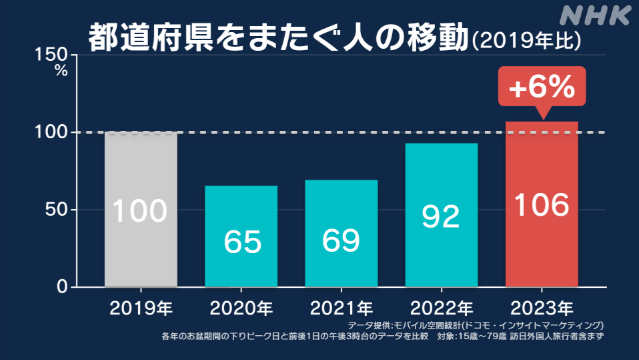 NHK
都道府県をまたぐ人の移動(2019年比)
150
%
+6%
100
50
0
100
65
69
92
106
2019年
2020年
2021年
2022年
2023年
データ提供:モバイル空間統計(ドコモ・インサイトマーケティング)
各年のお盆期間の下りピーク日と前後1日の午後3時台のデータを比較 対象:15歳～79歳 訪日外国人旅行者含まず